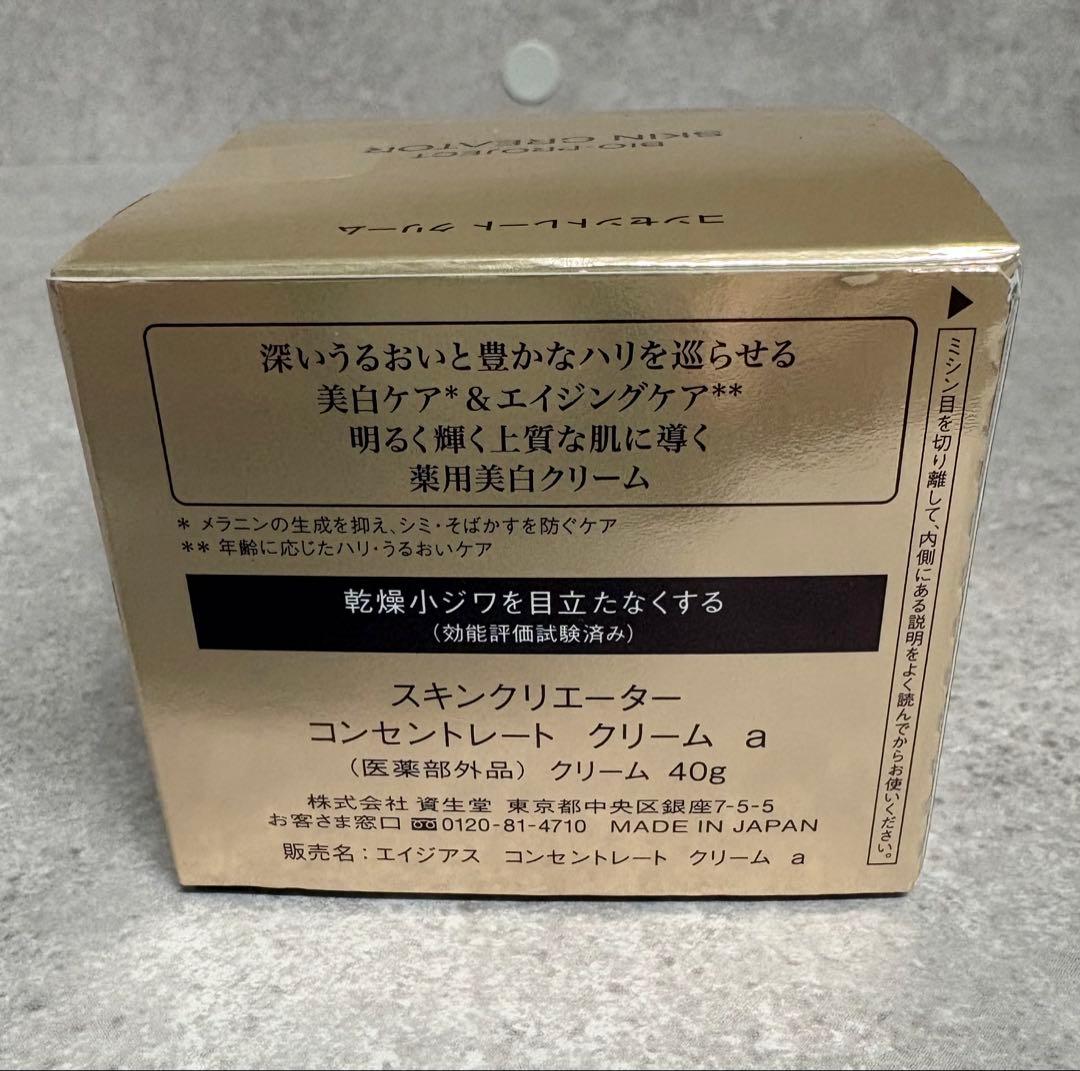 BIO-PROJECT
SKIN CREATOR
コンセントレート クリーム
深いうるおいと豊かなハリを巡らせる
美白ケア*&エイジングケア**
明るく輝く上質な肌に導く
薬用美白クリーム
* メラニンの生成を抑え、シミ・そばかすを防ぐケア
** 年齢に応じたハリ・うるおいケア
乾燥小ジワを目立たなくする
(効能評価試験済み)
スキンクリエーター
コンセントレート クリーム a
(医薬部外品) クリーム 40g
株式会社 資生堂 東京都中央区銀座7-5-5
お客さま窓口 0120-81-4710 MADE IN JAPAN
販売名:エイジアス コンセントレート クリーム a
▶ミシン目を切り離して、内側にある説明をよく読んでからお使いください。